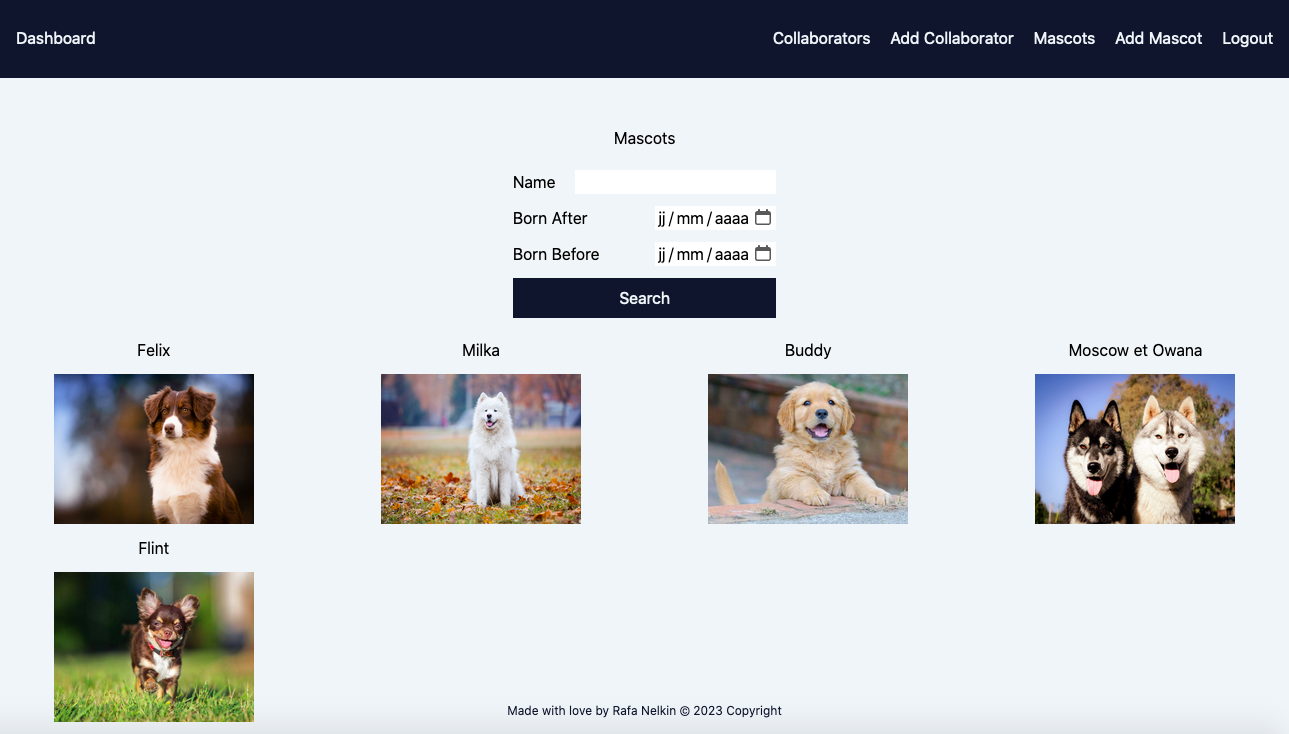 Dashboard Collaborators Add Collaborator Mascots Add Mascot Logout
Mascots
Name
Born After jj/mm/aaaa
Born Before jj/mm/aaaa
Search
Felix Milka Buddy Moscow et Owana
Flint
Made with love by Rafa Nelkin © 2023 Copyright